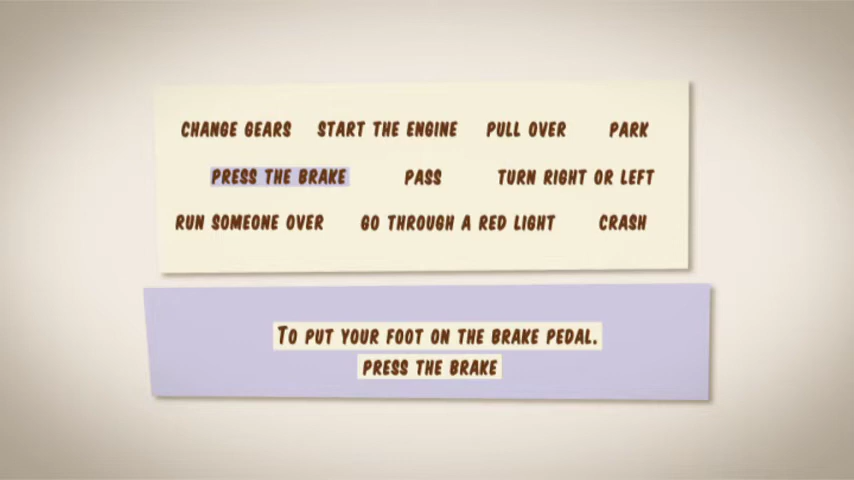 CHANGE GEARS START THE ENGINE PULL OVER PARK
PRESS THE BRAKE PASS TURN RIGHT OR LEFT
RUN SOMEONE OVER GO THROUGH A RED LIGHT CRASH
TO PUT YOUR FOOT ON THE BRAKE PEDAL.
PRESS THE BRAKE